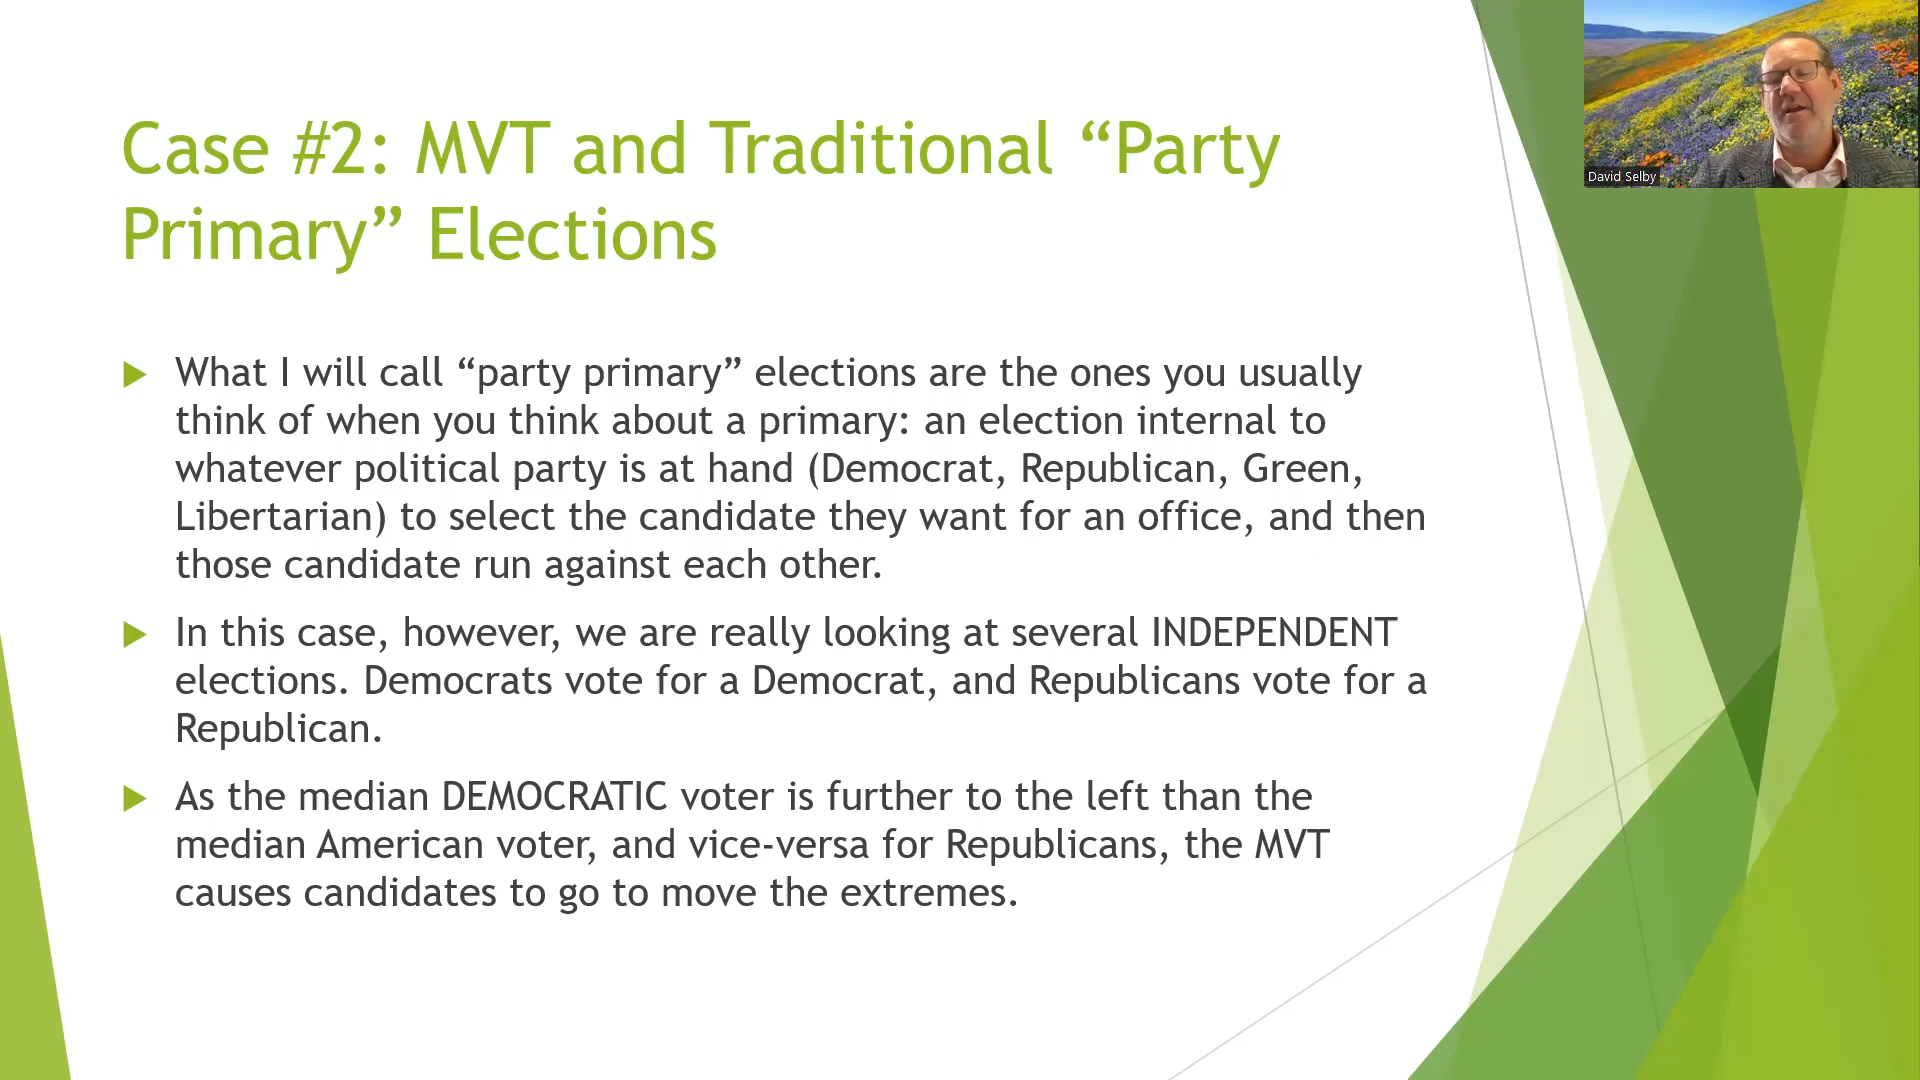 Case #2: MVT and Traditional “Party
Primary” Elections
What I will call “party primary” elections are the ones you usually
think of when you think about a primary: an election internal to
whatever political party is at hand (Democrat, Republican, Green,
Libertarian) to select the candidate they want for an office, and then
those candidate run against each other.
In this case, however, we are really looking at several INDEPENDENT
elections. Democrats vote for a Democrat, and Republicans vote for a
Republican.
As the median DEMOCRATIC voter is further to the left than the
median American voter, and vice-versa for Republicans, the MVT
causes candidates to go to move the extremes.
David Selby